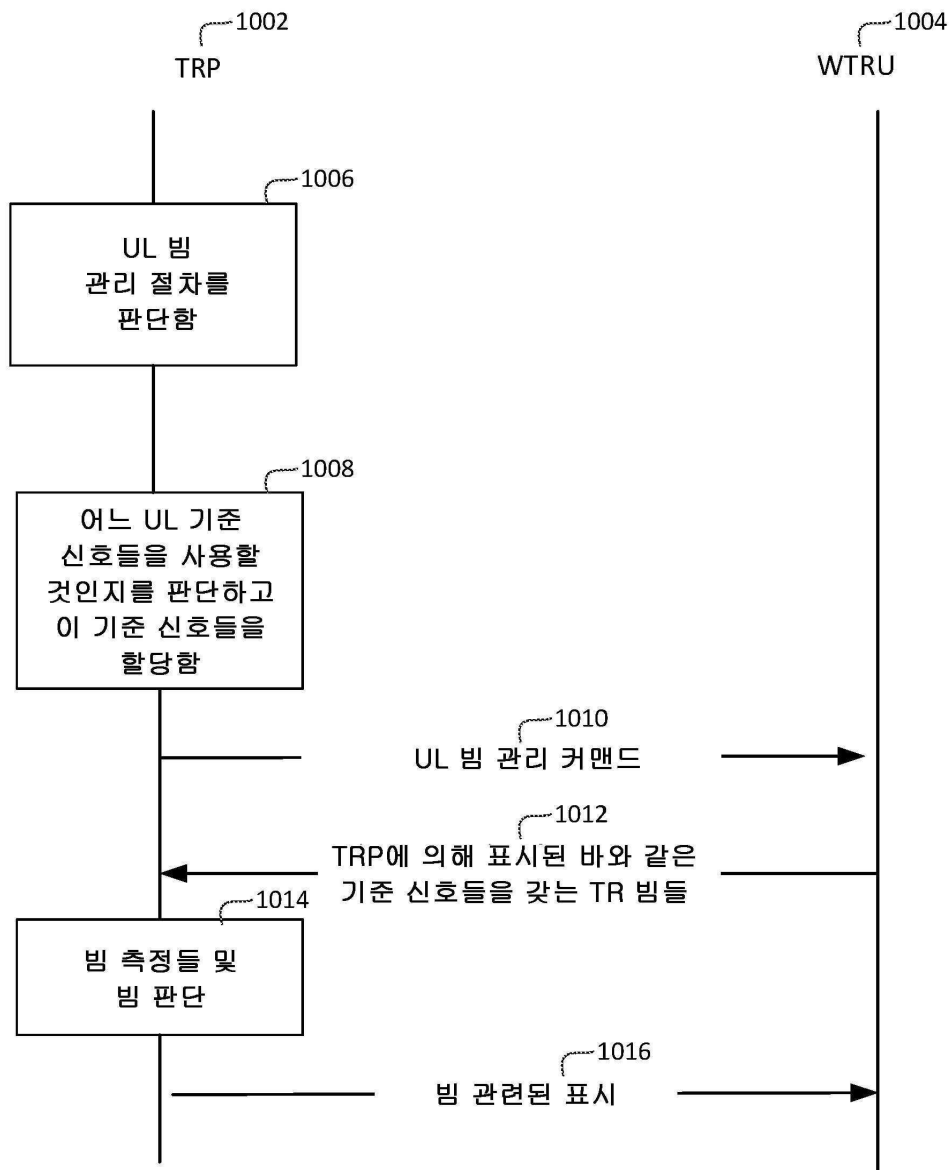 1002
TRP
1004
WTRU
1006
UL 빔
관리 절차를
판단함
1008
어느 UL 기준
신호들을 사용할
것인지를 판단하고
이 기준 신호들을
할당함
1010
UL 빔 관리 커맨드
1012
TRP에 의해 표시된 바와 같은
기준 신호들을 갖는 TR 빔들
1014
빔 측정들 및
빔 판단
1016
빔 관련된 표시